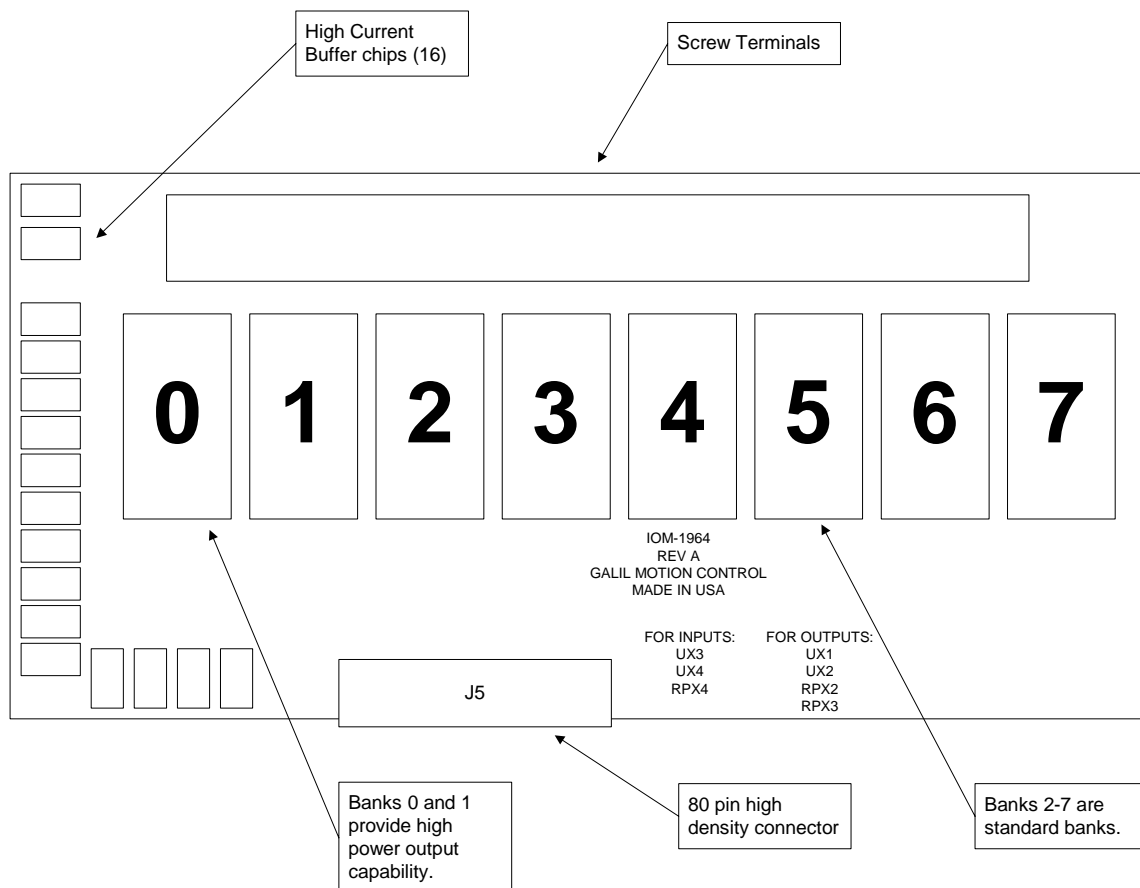 High Current
Buffer chips (16)
Screw Terminals
0 1 2 3 4 5 6 7
IOM-1964
REV A
GALIL MOTION CONTROL
MADE IN USA
FOR INPUTS:
UX3
UX4
RPX4
FOR OUTPUTS:
UX1
UX2
RPX2
RPX3
J5
Banks 0 and 1
provide high
power output
capability.
80 pin high
density connector
Banks 2-7 are
standard banks.